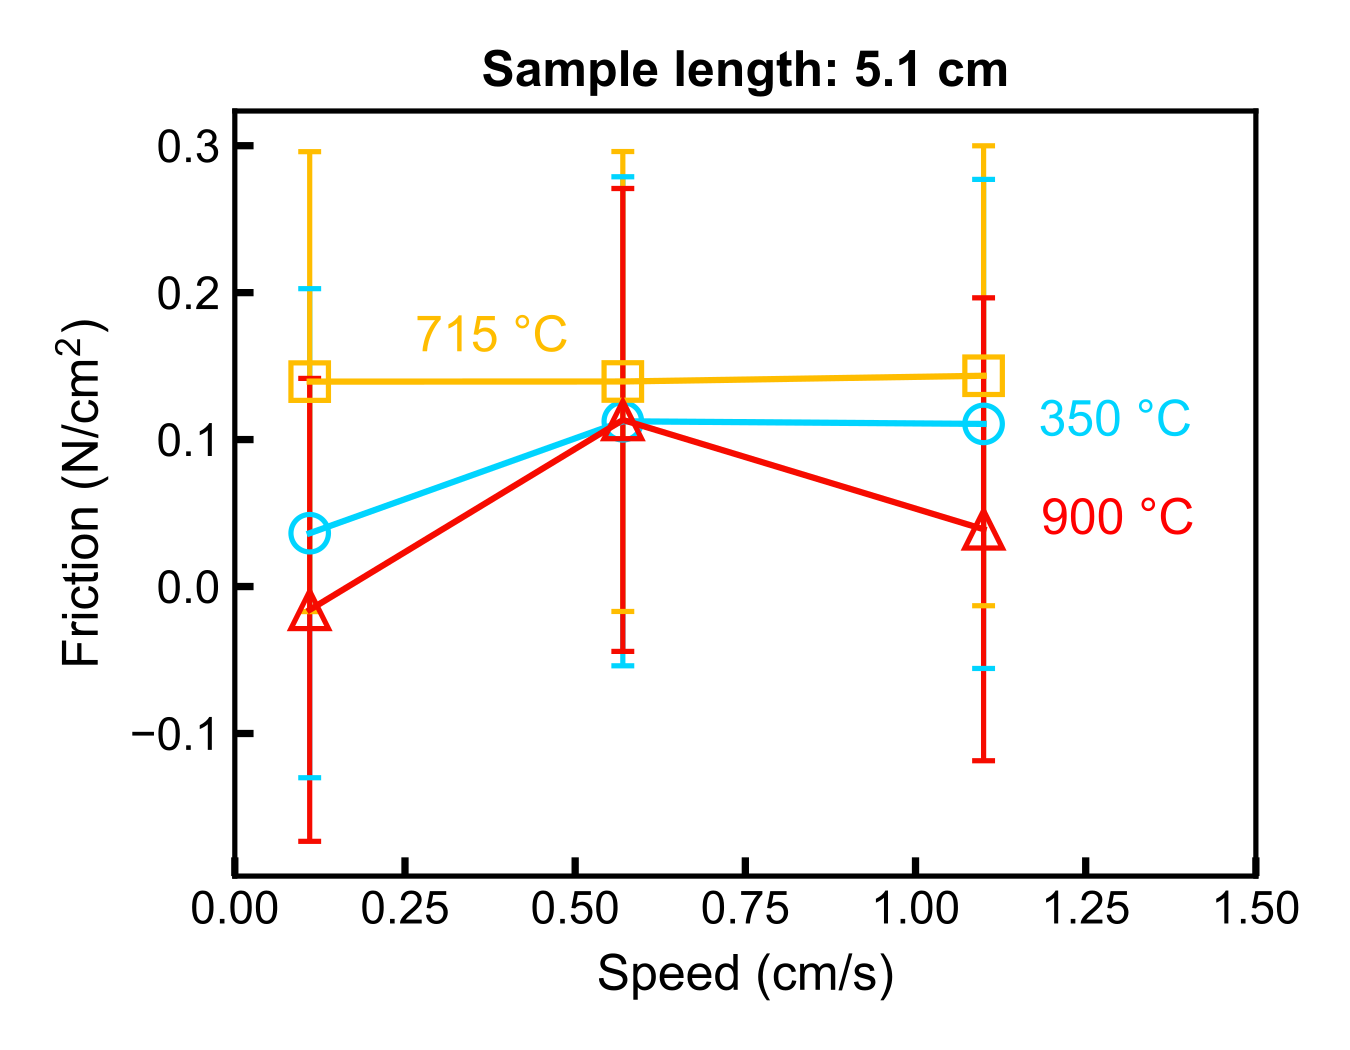 Sample length: 5.1 cm
0.3
0.2
0.1
0.0
−0.1
Friction (N/cm²)
715 °C
350 °C
900 °C
0.00 0.25 0.50 0.75 1.00 1.25 1.50
Speed (cm/s)